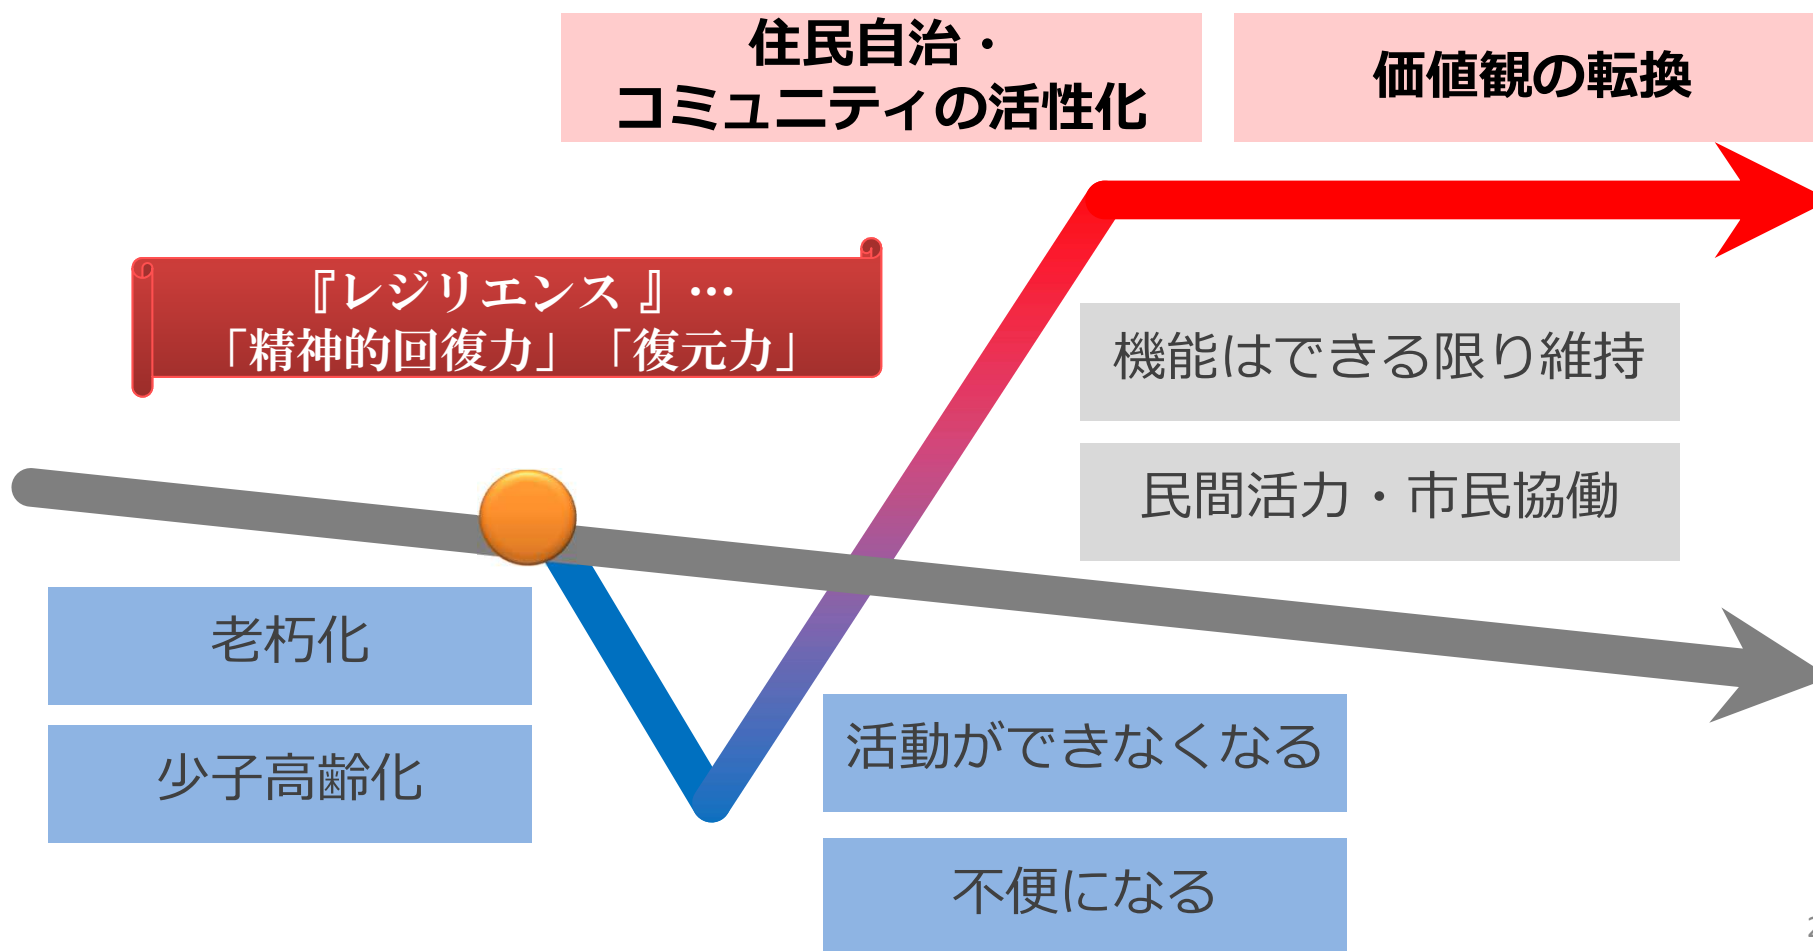 住民自治・
コミュニティの活性化
価値観の転換
『レジリエンス 』…
「精神的回復力」「復元力」
機能はできる限り維持
民間活力・市民協働
老朽化
少子高齢化
活動ができなくなる
不便になる